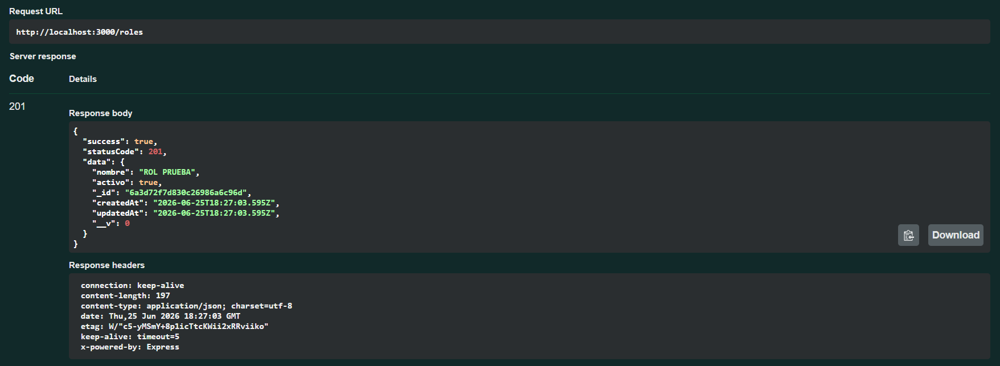 Request URL
http://localhost:3000/roles
Server response
Code Details
201
Response body
{
  "success": true,
  "statusCode": 201,
  "data": {
    "nombre": "ROL PRUEBA",
    "activo": true,
    "_id": "6a3d72f7d830c26986a6c96d",
    "createdAt": "2026-06-25T18:27:03.595Z",
    "updatedAt": "2026-06-25T18:27:03.595Z",
    "__v": 0
  }
}
Download
Response headers
connection: keep-alive
content-length: 197
content-type: application/json; charset=utf-8
date: Thu,25 Jun 2026 18:27:03 GMT
etag: W/"c5-yMSmY+8p1icTtcKWii2xRRviiko"
keep-alive: timeout=5
x-powered-by: Express